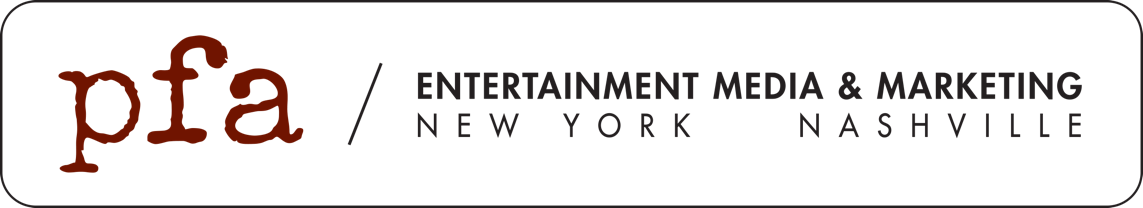 pfa / ENTERTAINMENT MEDIA & MARKETING
NEW YORK NASHVILLE